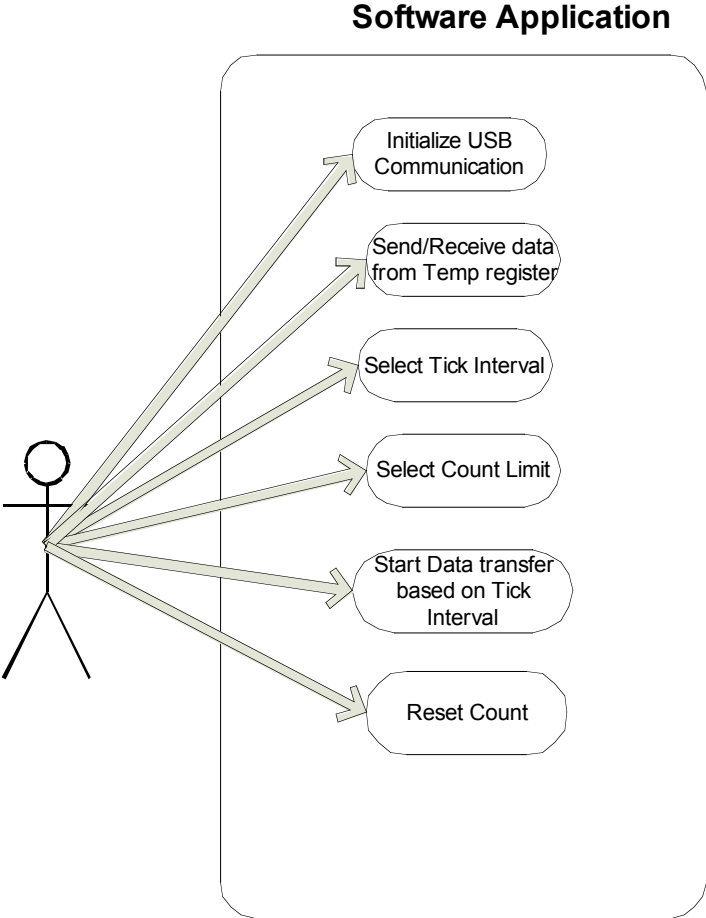 Software Application
Initialize USB
Communication
Send/Receive data
from Temp register
Select Tick Interval
Select Count Limit
Start Data transfer
based on Tick
Interval
Reset Count